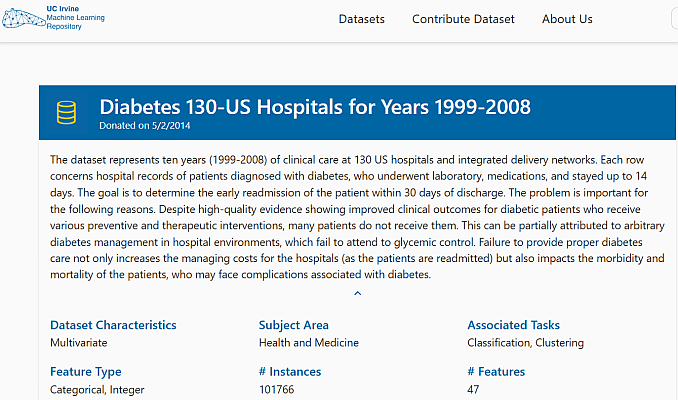 UC Irvine
Machine Learning
Repository
Datasets
Contribute Dataset
About Us
Diabetes 130-US Hospitals for Years 1999-2008
Donated on 5/2/2014
The dataset represents ten years (1999-2008) of clinical care at 130 US hospitals and integrated delivery networks. Each row
concerns hospital records of patients diagnosed with diabetes, who underwent laboratory, medications, and stayed up to 14
days. The goal is to determine the early readmission of the patient within 30 days of discharge. The problem is important for
the following reasons. Despite high-quality evidence showing improved clinical outcomes for diabetic patients who receive
various preventive and therapeutic interventions, many patients do not receive them. This can be partially attributed to arbitrary
diabetes management in hospital environments, which fail to attend to glycemic control. Failure to provide proper diabetes
care not only increases the managing costs for the hospitals (as the patients are readmitted) but also impacts the morbidity and
mortality of the patients, who may face complications associated with diabetes.
Dataset Characteristics
Multivariate
Subject Area
Health and Medicine
Associated Tasks
Classification, Clustering
Feature Type
Categorical, Integer
# Instances
101766
# Features
47